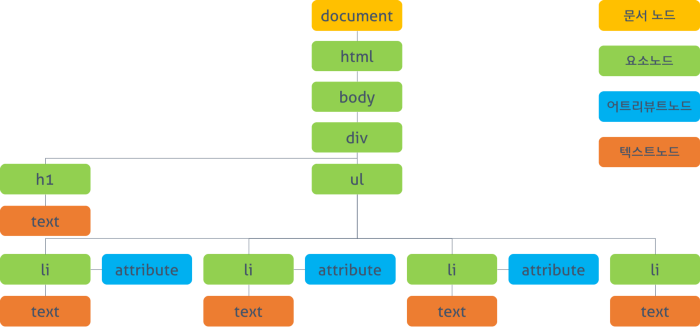 document
문서 노드
html
요소노드
body
어트리뷰트노드
div
텍스트노드
h1
ul
text
li
attribute
li
attribute
li
attribute
li
text
text
text
text